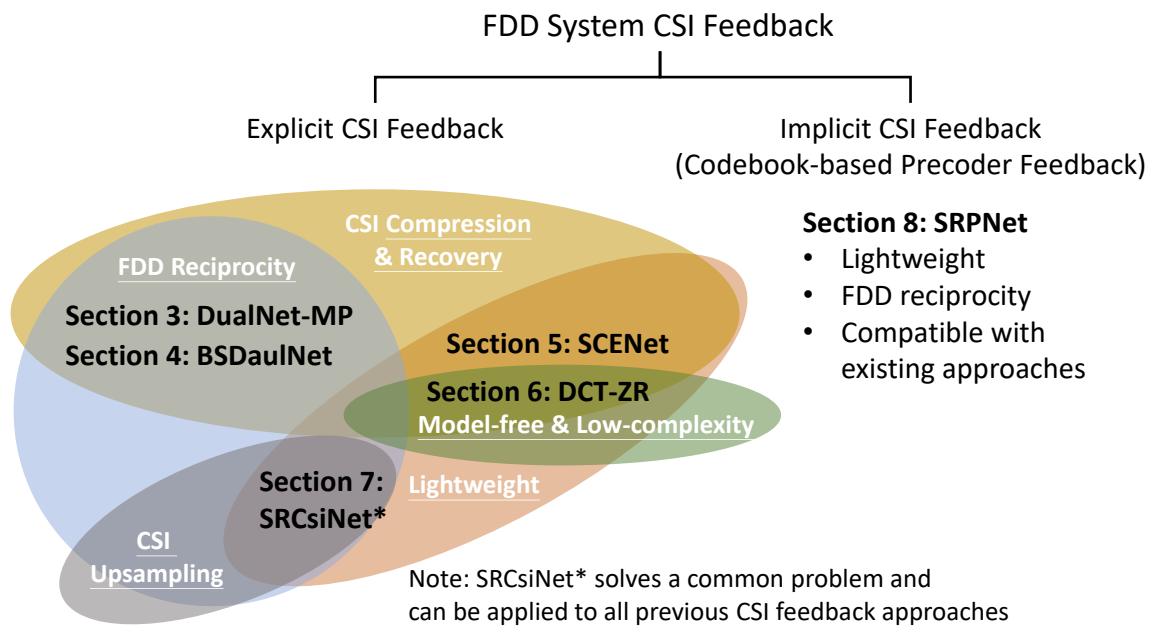 FDD System CSI Feedback
Explicit CSI Feedback
Implicit CSI Feedback
(Codebook-based Precoder Feedback)
CSI Compression
& Recovery
FDD Reciprocity
Section 3: DualNet-MP
Section 4: BSDaulNet
Section 5: SCENet
Section 6: DCT-ZR
Model-free & Low-complexity
Section 7:
SRCsiNet*
Lightweight
CSI
Upsampling
Section 8: SRPNet
• Lightweight
• FDD reciprocity
• Compatible with
existing approaches
Note: SRCsiNet* solves a common problem and
can be applied to all previous CSI feedback approaches